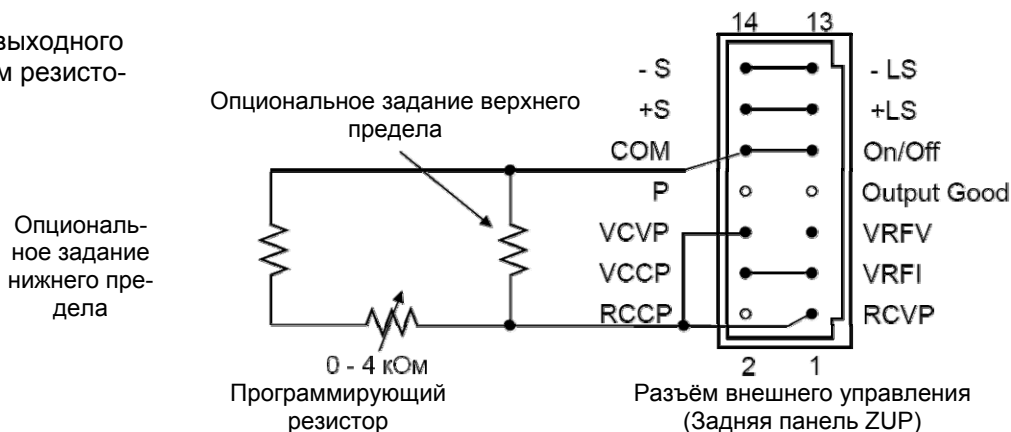 выходного
м резисто-
14 13
- S - LS
Опциональное задание верхнего
предела
+S +LS
COM On/Off
P Output Good
Опциональ-
ное задание
нижнего пре-
дела
VCVP VRFV
VCCP VRFI
RCCP RCVP
0 - 4 кОм
2 1
Программирующий
резистор
Разъём внешнего управления
(Задняя панель ZUP)